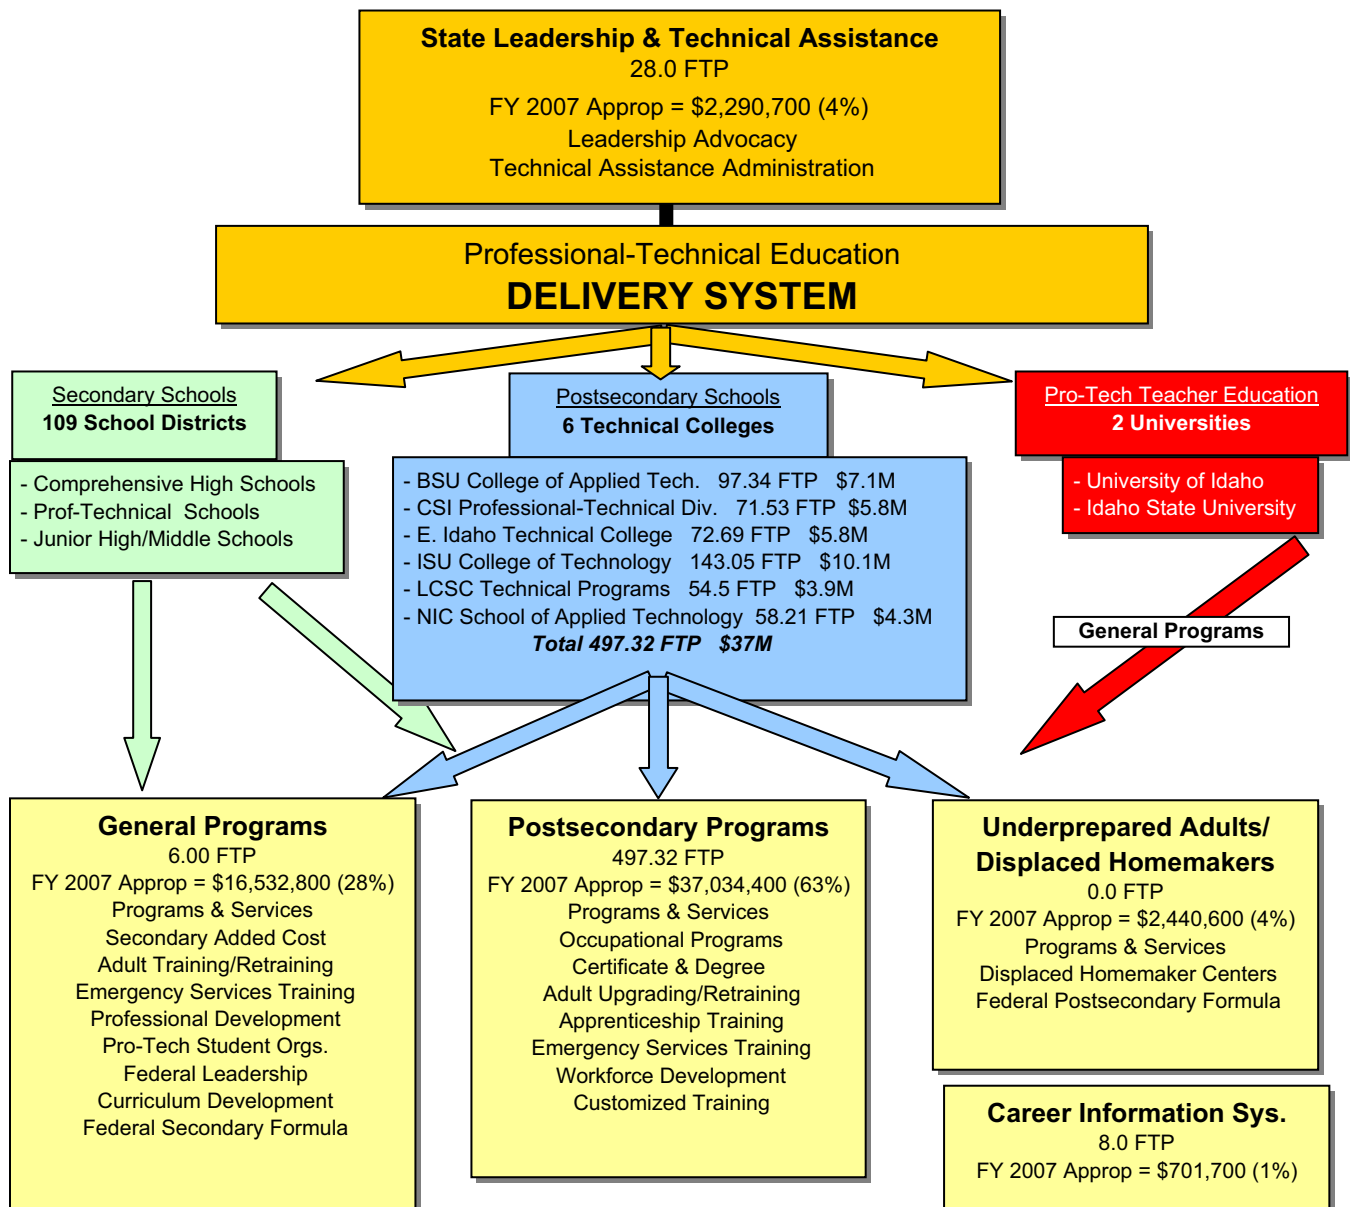 State Leadership & Technical Assistance
28.0 FTP
FY 2007 Approp = $2,290,700 (4%)
Leadership Advocacy
Technical Assistance Administration
Professional-Technical Education
DELIVERY SYSTEM
Secondary Schools
109 School Districts
- Comprehensive High Schools
- Prof-Technical Schools
- Junior High/Middle Schools
Postsecondary Schools
6 Technical Colleges
- BSU College of Applied Tech. 97.34 FTP $7.1M
- CSI Professional-Technical Div. 71.53 FTP $5.8M
- E. Idaho Technical College 72.69 FTP $5.8M
- ISU College of Technology 143.05 FTP $10.1M
- LCSC Technical Programs 54.5 FTP $3.9M
- NIC School of Applied Technology 58.21 FTP $4.3M
Total 497.32 FTP $37M
Pro-Tech Teacher Education
2 Universities
- University of Idaho
- Idaho State University
General Programs
General Programs
6.00 FTP
FY 2007 Approp = $16,532,800 (28%)
Programs & Services
Secondary Added Cost
Adult Training/Retraining
Emergency Services Training
Professional Development
Pro-Tech Student Orgs.
Federal Leadership
Curriculum Development
Federal Secondary Formula
Postsecondary Programs
497.32 FTP
FY 2007 Approp = $37,034,400 (63%)
Programs & Services
Occupational Programs
Certificate & Degree
Adult Upgrading/Retraining
Apprenticeship Training
Emergency Services Training
Workforce Development
Customized Training
Underprepared Adults/
Displaced Homemakers
0.0 FTP
FY 2007 Approp = $2,440,600 (4%)
Programs & Services
Displaced Homemaker Centers
Federal Postsecondary Formula
Career Information Sys.
8.0 FTP
FY 2007 Approp = $701,700 (1%)